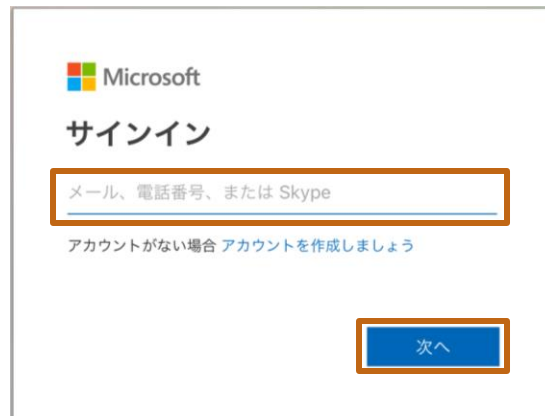 Microsoft
サインイン
メール、電話番号、または Skype
アカウントがない場合 アカウントを作成しましょう
次へ